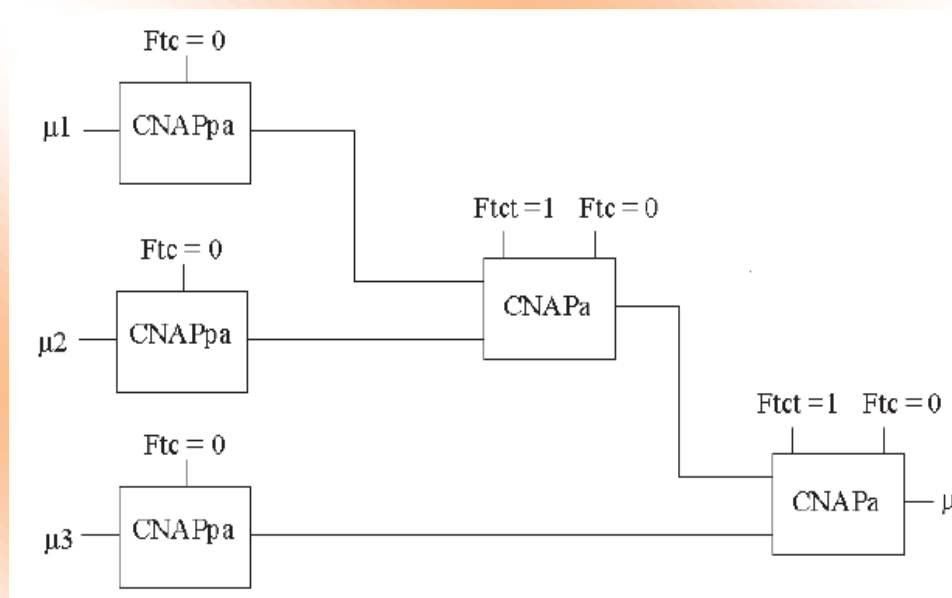 Ftc = 0
μ1
CNAPpa
Ftct =1 Ftc = 0
Ftc = 0
CNAPa
μ2
CNAPpa
Ftct =1 Ftc = 0
Ftc = 0
CNAPa
μ
μ3
CNAPpa